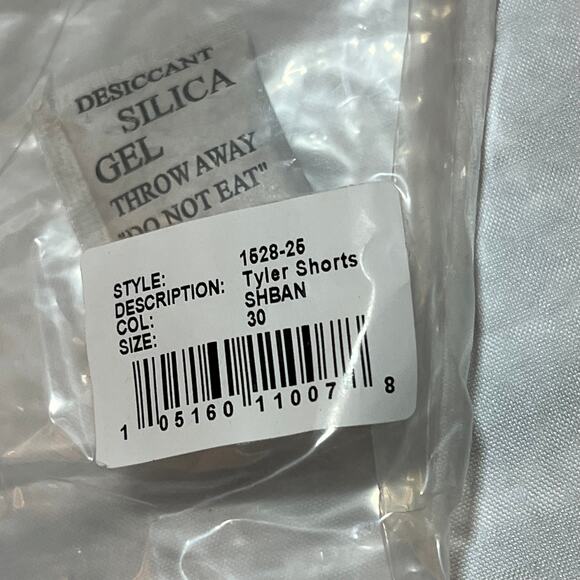 DESICCANT
SILICA
GEL
THROW AWAY
"DO NOT EAT"
STYLE: 1528-25
DESCRIPTION: Tyler Shorts
COL: SHBAN
SIZE: 30
1 05160 11007 8